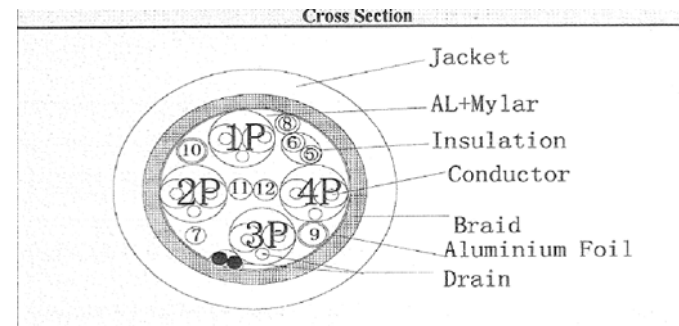 Cross Section
Jacket
AL+Mylar
Insulation
Conductor
Braid
Aluminium Foil
Drain
1P
8
6
5
10
2P
11
12
4P
7
3P
9